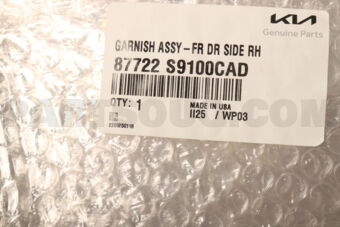 KIA
Genuine Parts
GARNISH ASSY-FR DR SIDE RH
87722 S9100CAD
QTY: 1
MADE IN USA
II25 / WP03